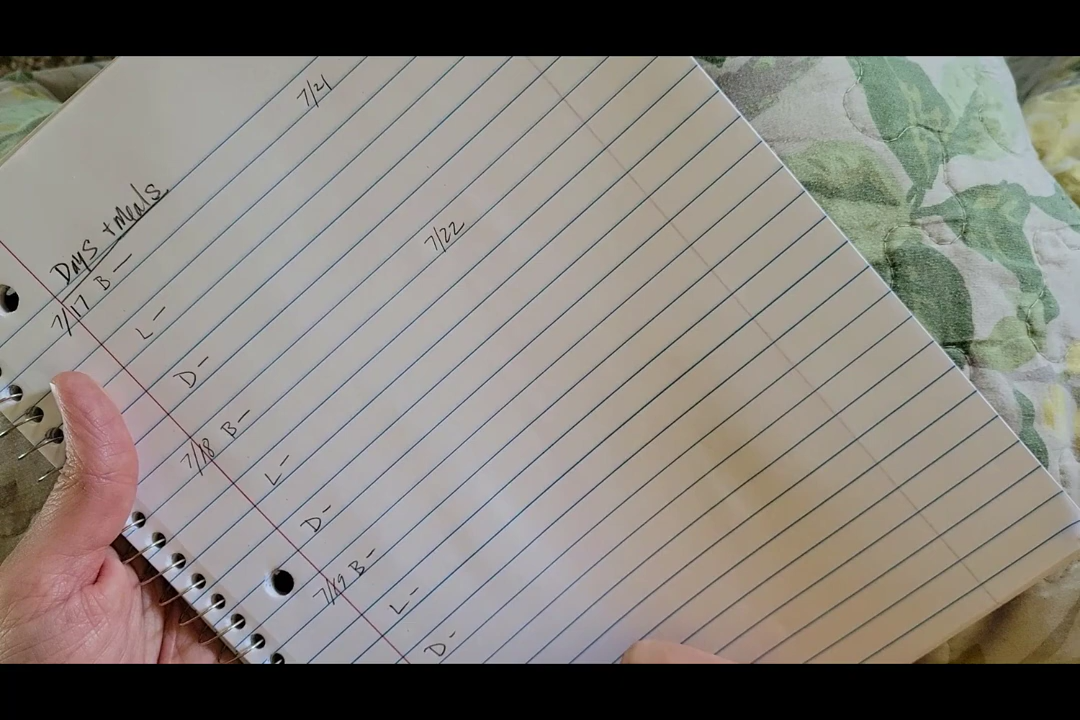 Days + Meals
7/17 B -
L -
D -
7/18 B -
L -
D -
7/19 B -
L -
D -
7/21
7/22